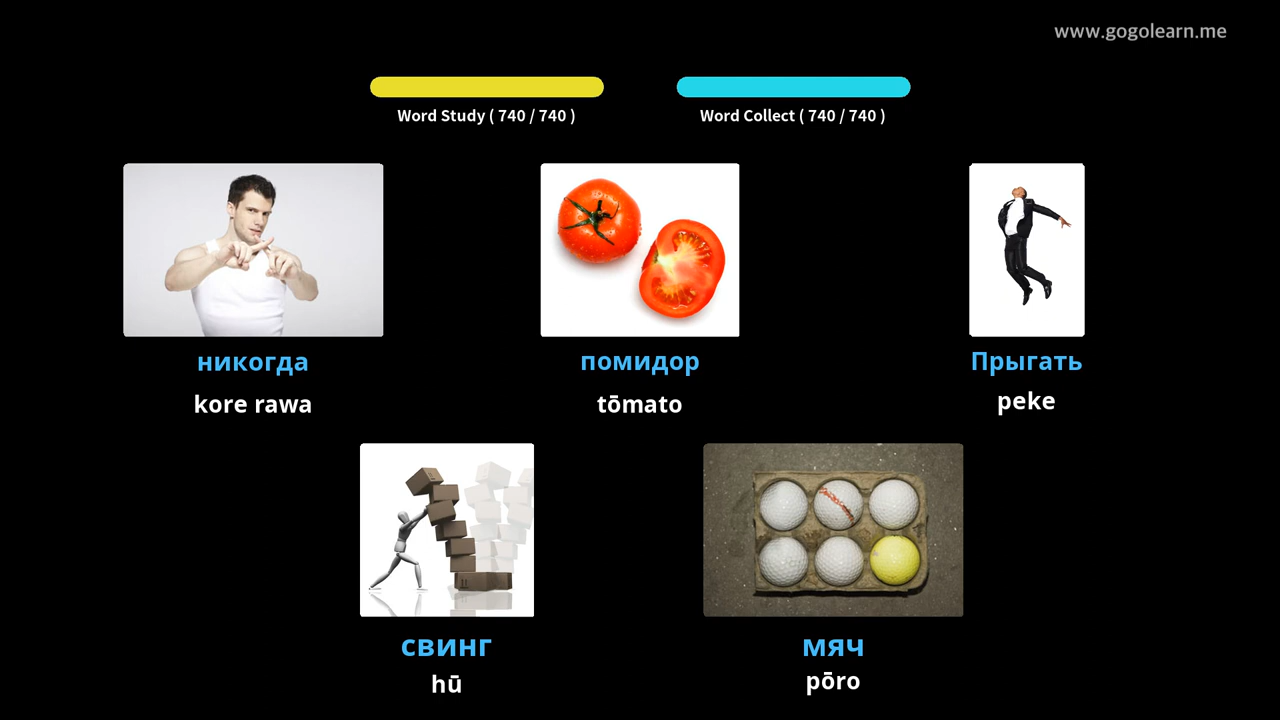 www.gogolearn.me
Word Study ( 740 / 740 )
Word Collect ( 740 / 740 )
никогда
kore rawa
помидор
tōmato
Прыгать
peke
свинг
hū
мяч
pōro